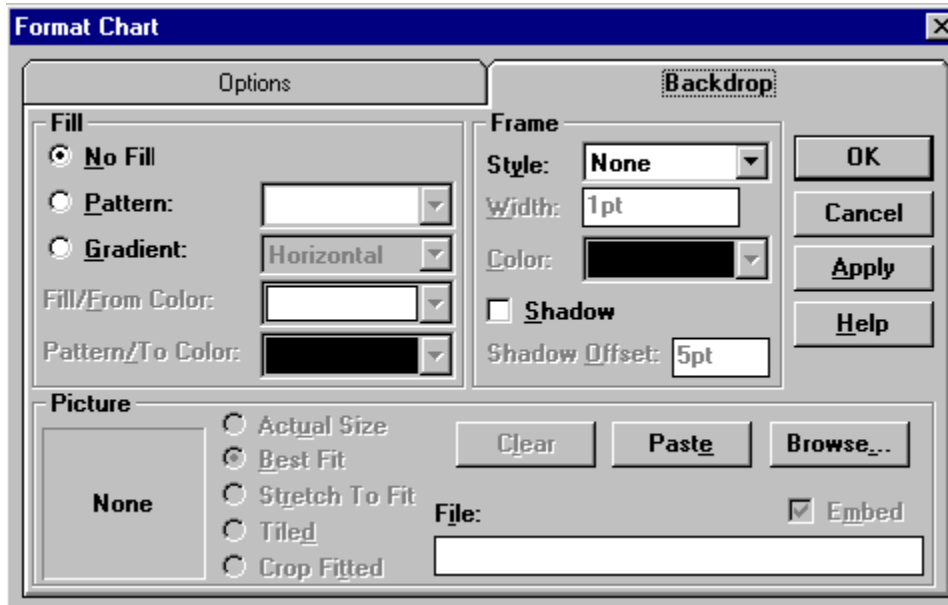 Format Chart
Options
Backdrop
Fill
No Fill
Pattern:
Gradient: Horizontal
Fill/From Color:
Pattern/To Color:
Frame
Style: None
Width: 1pt
Color:
Shadow
Shadow Offset: 5pt
OK
Cancel
Apply
Help
Picture
None
Actual Size
Best Fit
Stretch To Fit
Tiled
Crop Fitted
Clear
Paste
Browse...
File:
Embed